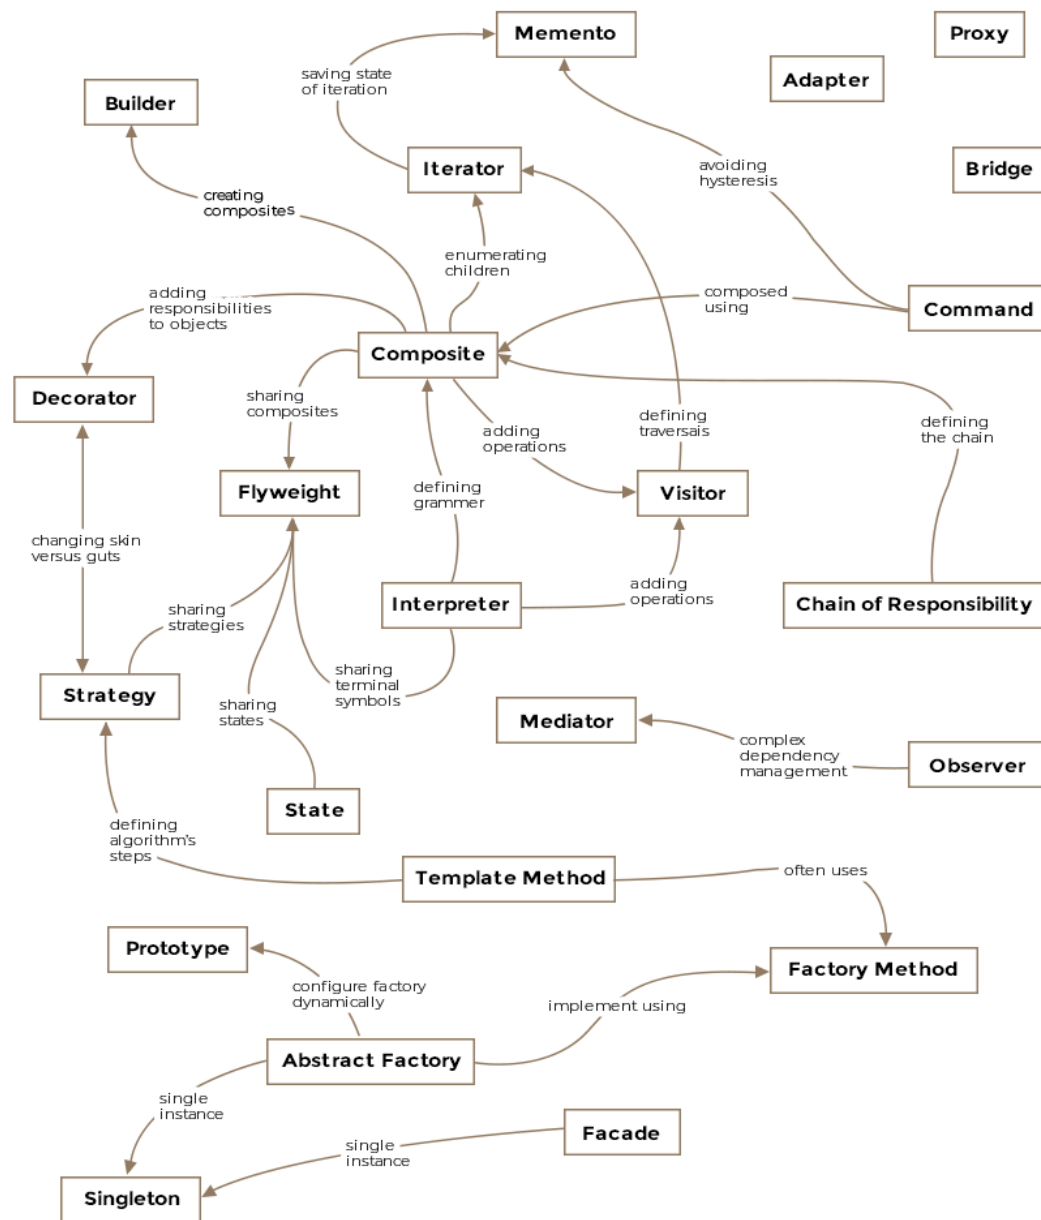 Memento
Proxy
Adapter
saving state
of iteration
Builder
Iterator
avoiding
hysteresis
Bridge
creating
composites
enumerating
children
adding
responsibilities
to objects
composed
using
Command
Composite
Decorator
sharing
composites
adding
operations
defining
traversais
defining
the chain
Flyweight
defining
grammer
Visitor
changing skin
versus guts
sharing
strategies
Interpreter
adding
operations
Chain of Responsibility
sharing
terminal
symbols
Strategy
sharing
states
Mediator
complex
dependency
management
Observer
State
defining
algorithm's
steps
Template Method
often uses
Prototype
Factory Method
configure factory
dynamically
implement using
Abstract Factory
single
instance
Facade
single
instance
Singleton